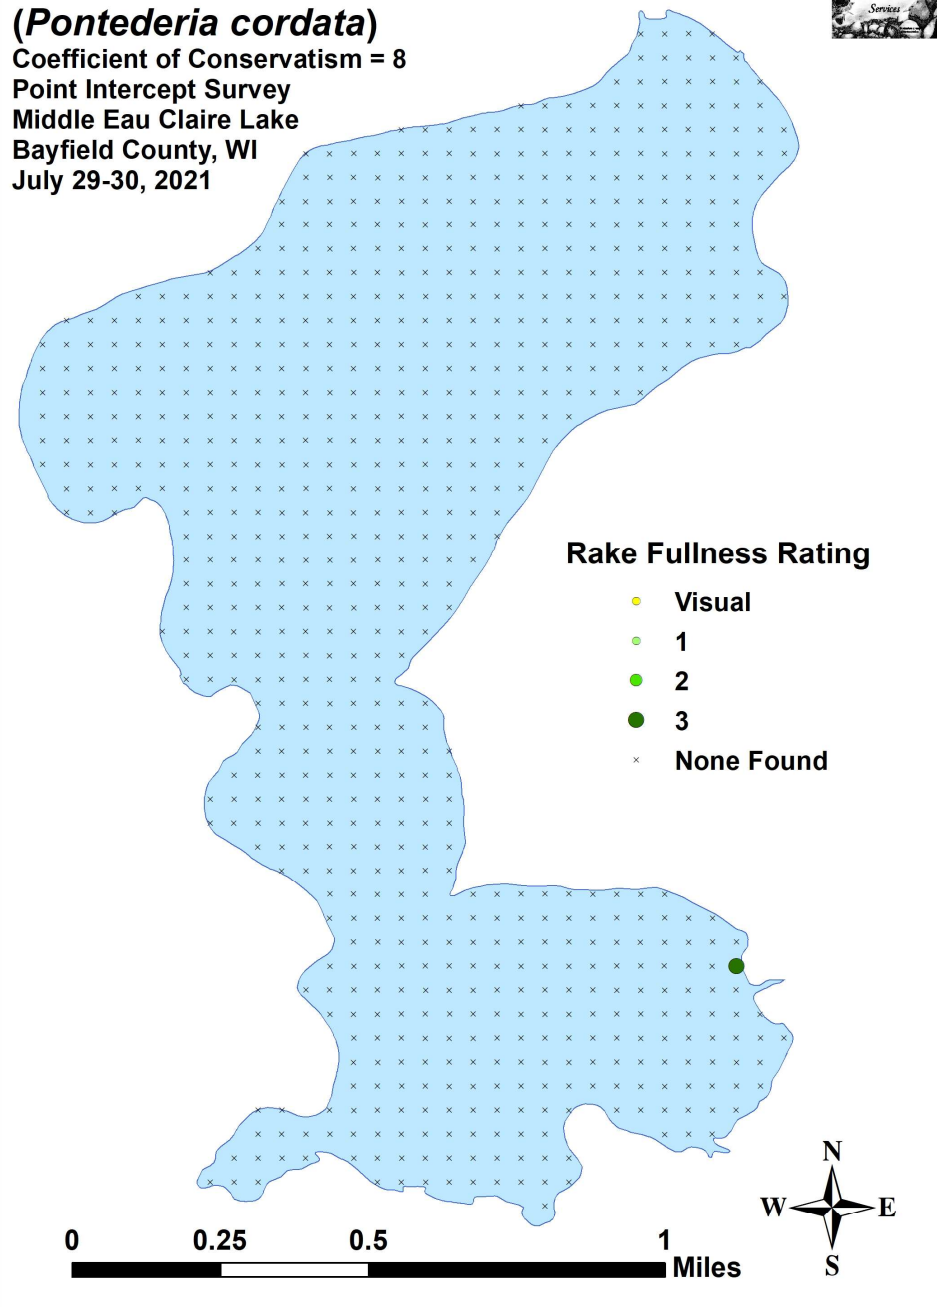 (Pontederia cordata)
Services
Coefficient of Conservatism = 8
Point Intercept Survey
Middle Eau Claire Lake
Bayfield County, WI
July 29-30, 2021
Rake Fullness Rating
Visual
1
2
3
None Found
N
W E
S
0 0.25 0.5 1
Miles